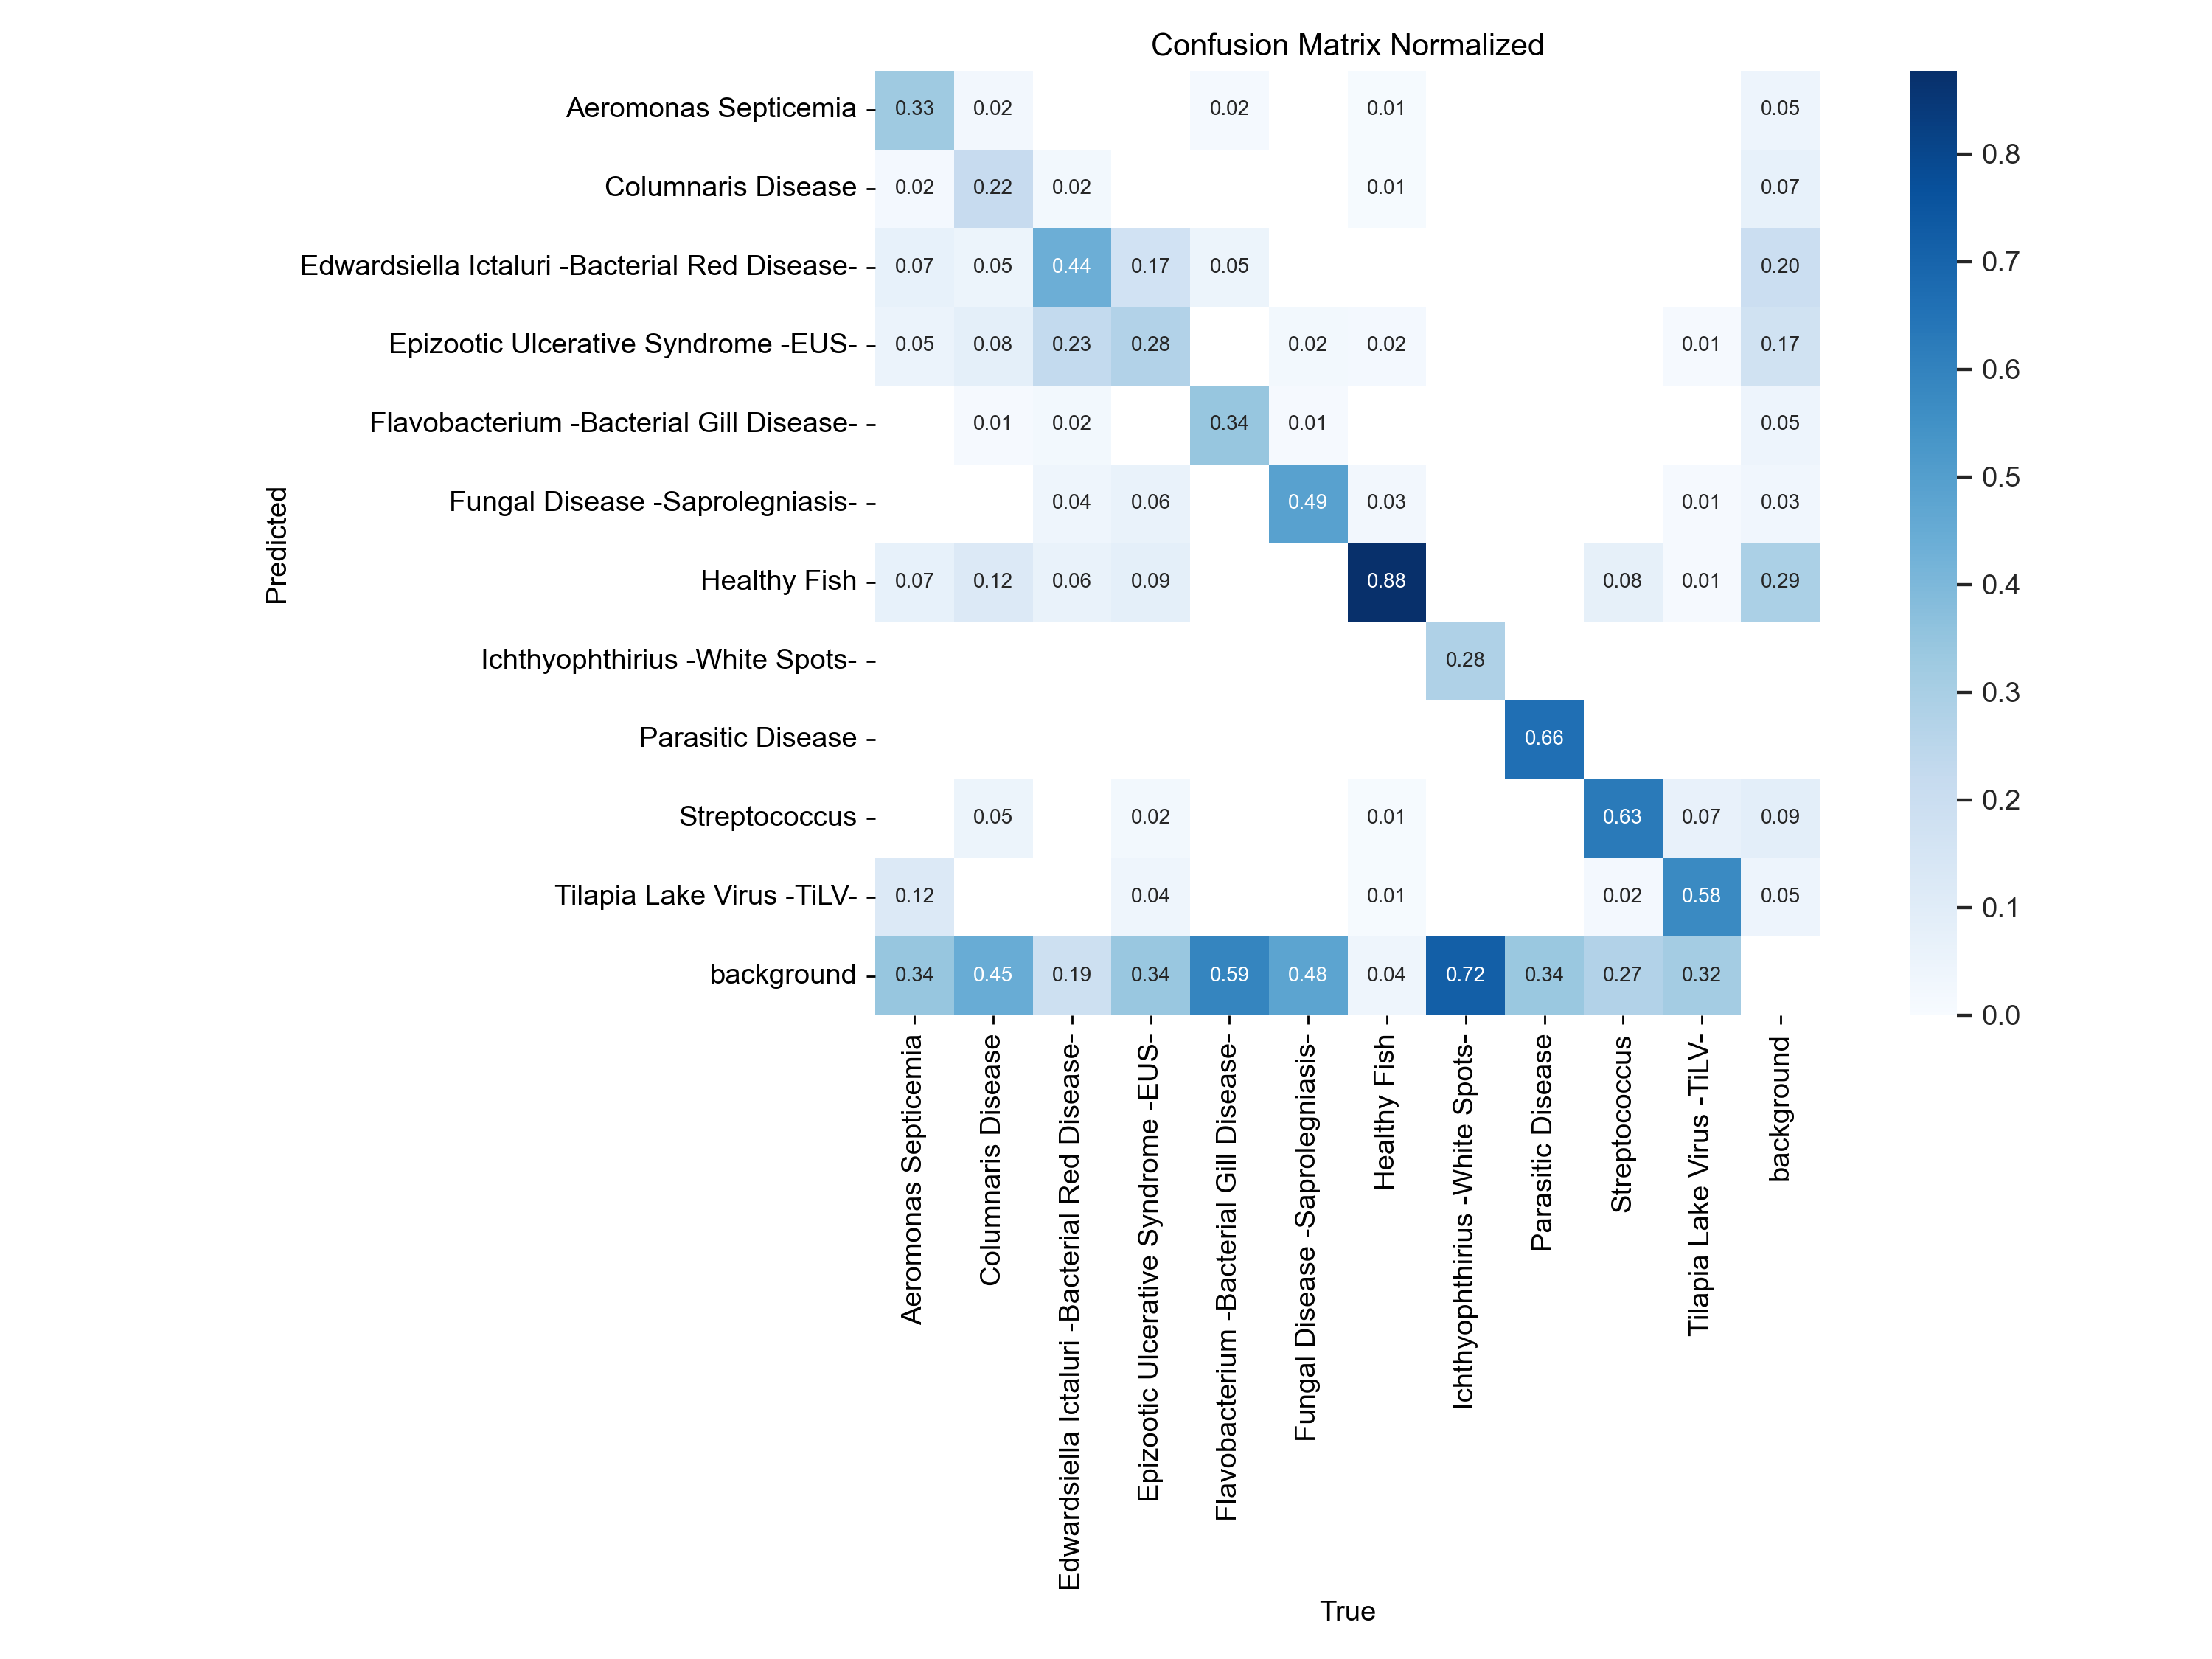 Confusion Matrix Normalized
Aeromonas Septicemia 0.33 0.02 0.02 0.01 0.05
Columnaris Disease 0.02 0.22 0.02 0.01 0.07
Edwardsiella Ictaluri -Bacterial Red Disease- 0.07 0.05 0.44 0.17 0.05 0.20
Epizootic Ulcerative Syndrome -EUS- 0.05 0.08 0.23 0.28 0.02 0.02 0.01 0.17
Flavobacterium -Bacterial Gill Disease- 0.01 0.02 0.34 0.01 0.05
Fungal Disease -Saprolegniasis- 0.04 0.06 0.49 0.03 0.01 0.03
Healthy Fish 0.07 0.12 0.06 0.09 0.88 0.08 0.01 0.29
Ichthyophthirius -White Spots- 0.28
Parasitic Disease 0.66
Streptococcus 0.05 0.02 0.01 0.63 0.07 0.09
Tilapia Lake Virus -TiLV- 0.12 0.04 0.01 0.02 0.58 0.05
background 0.34 0.45 0.19 0.34 0.59 0.48 0.04 0.72 0.34 0.27 0.32
Predicted
Aeromonas Septicemia
Columnaris Disease
Edwardsiella Ictaluri -Bacterial Red Disease-
Epizootic Ulcerative Syndrome -EUS-
Flavobacterium -Bacterial Gill Disease-
Fungal Disease -Saprolegniasis-
Healthy Fish
Ichthyophthirius -White Spots-
Parasitic Disease
Streptococcus
Tilapia Lake Virus -TiLV-
background
True
0.8
0.7
0.6
0.5
0.4
0.3
0.2
0.1
0.0